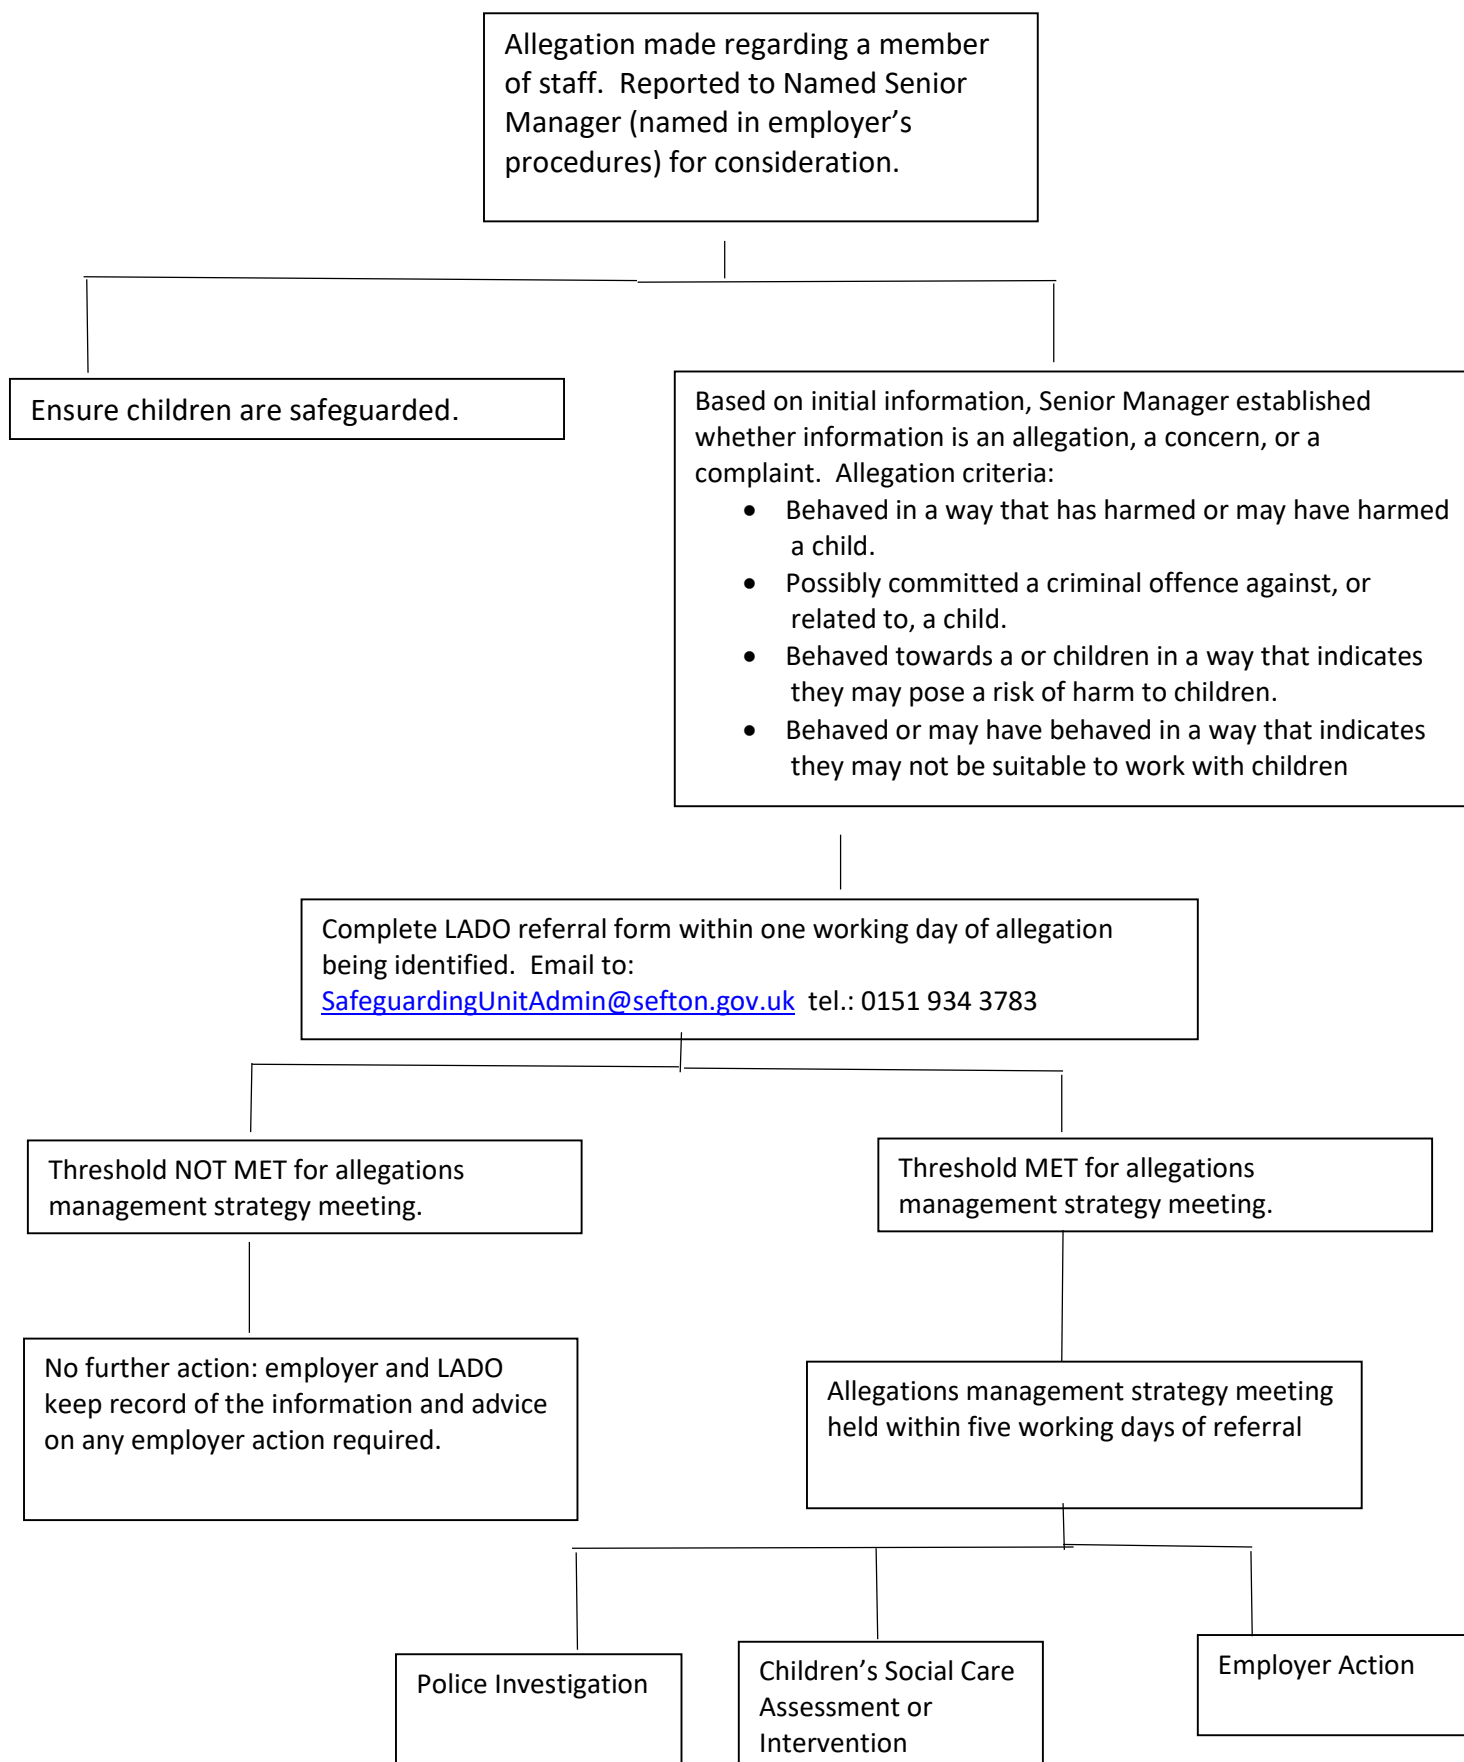 Allegation made regarding a member
of staff.  Reported to Named Senior
Manager (named in employer’s
procedures) for consideration.
Ensure children are safeguarded.
Based on initial information, Senior Manager established
whether information is an allegation, a concern, or a
complaint.  Allegation criteria:
• Behaved in a way that has harmed or may have harmed
a child.
• Possibly committed a criminal offence against, or
related to, a child.
• Behaved towards a or children in a way that indicates
they may pose a risk of harm to children.
• Behaved or may have behaved in a way that indicates
they may not be suitable to work with children
Complete LADO referral form within one working day of allegation
being identified.  Email to:
SafeguardingUnitAdmin@sefton.gov.uk  tel.: 0151 934 3783
Threshold NOT MET for allegations
management strategy meeting.
Threshold MET for allegations
management strategy meeting.
No further action: employer and LADO
keep record of the information and advice
on any employer action required.
Allegations management strategy meeting
held within five working days of referral
Police Investigation
Children’s Social Care
Assessment or
Intervention
Employer Action